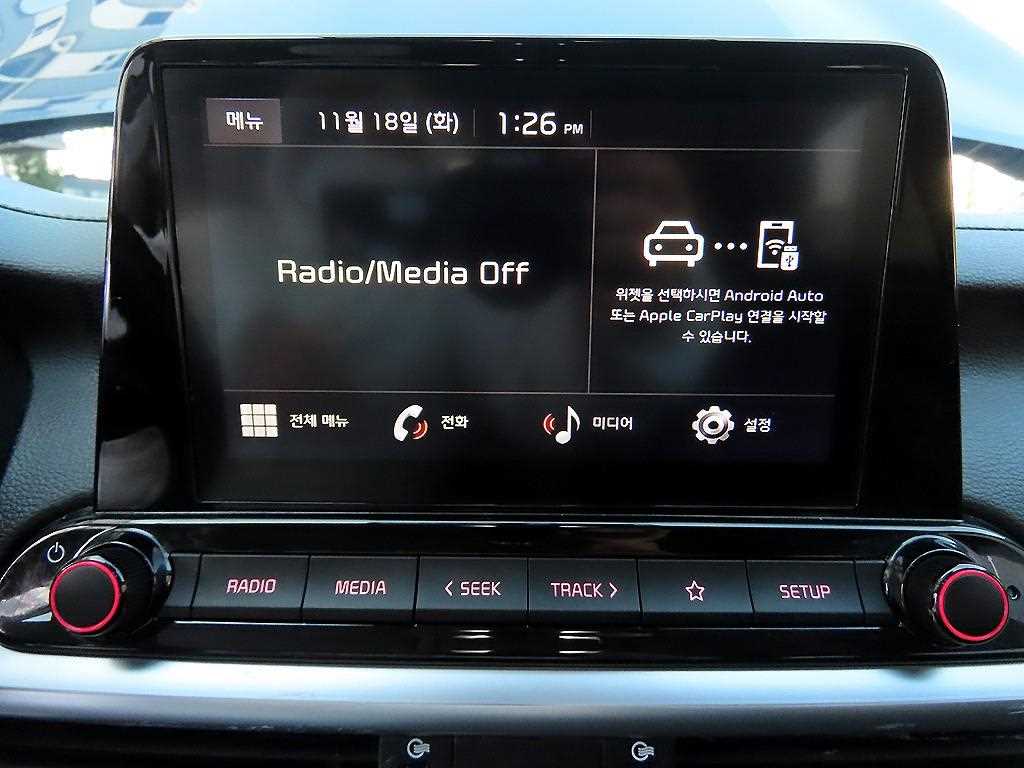 메뉴 11월 18일 (화) 1:26 PM
Radio/Media Off
위젯을 선택하시면 Android Auto
또는 Apple CarPlay 연결을 시작할
수 있습니다.
전체 메뉴 전화 미디어 설정
RADIO MEDIA < SEEK TRACK > SETUP